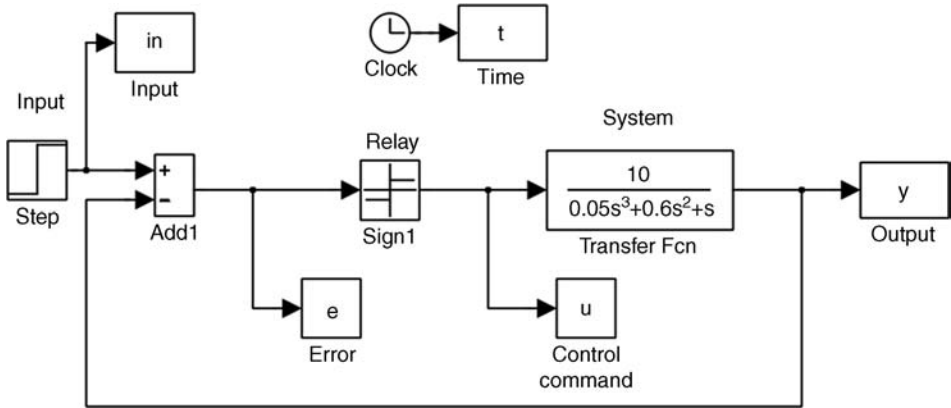 in
Input
t
Clock
Time
Input
Step
+
−
Add1
Relay
Sign1
System
10
0.05s³+0.6s²+s
Transfer Fcn
y
Output
e
Error
u
Control
command